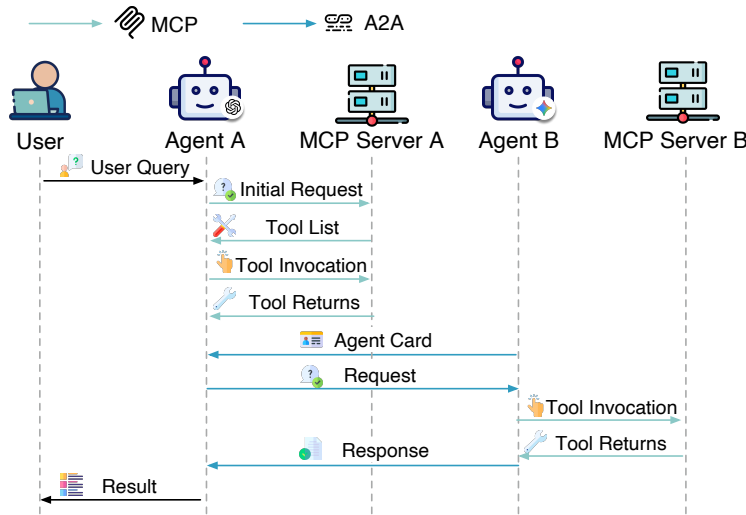 MCP
A2A
User
Agent A
MCP Server A
Agent B
MCP Server B
User Query
Initial Request
Tool List
Tool Invocation
Tool Returns
Agent Card
Request
Tool Invocation
Tool Returns
Response
Result